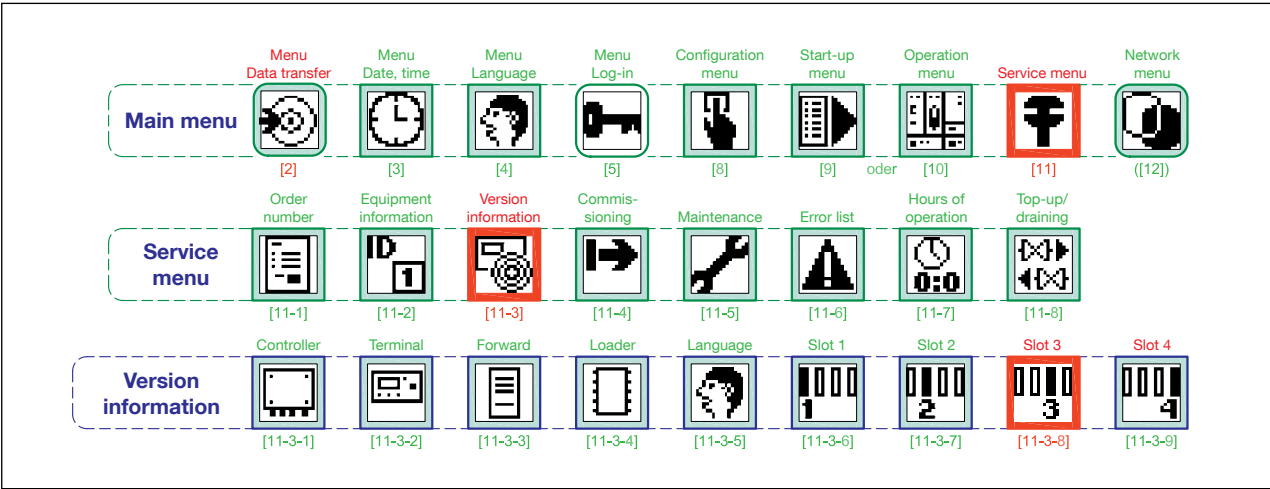 Menu Menu Menu Menu Configuration Start-up Operation Network
Data transfer Date, time Language Log-in menu menu menu Service menu menu
Main menu
[2] [3] [4] [5] [8] [9] oder [10] [11] ([12])
Order Equipment Version Commis- Hours of Top-up/
number information information sioning Maintenance Error list operation draining
ID
1
0:0
Service
menu
[11-1] [11-2] [11-3] [11-4] [11-5] [11-6] [11-7] [11-8]
Controller Terminal Forward Loader Language Slot 1 Slot 2 Slot 3 Slot 4
Version
information
1 2 3 4
[11-3-1] [11-3-2] [11-3-3] [11-3-4] [11-3-5] [11-3-6] [11-3-7] [11-3-8] [11-3-9]